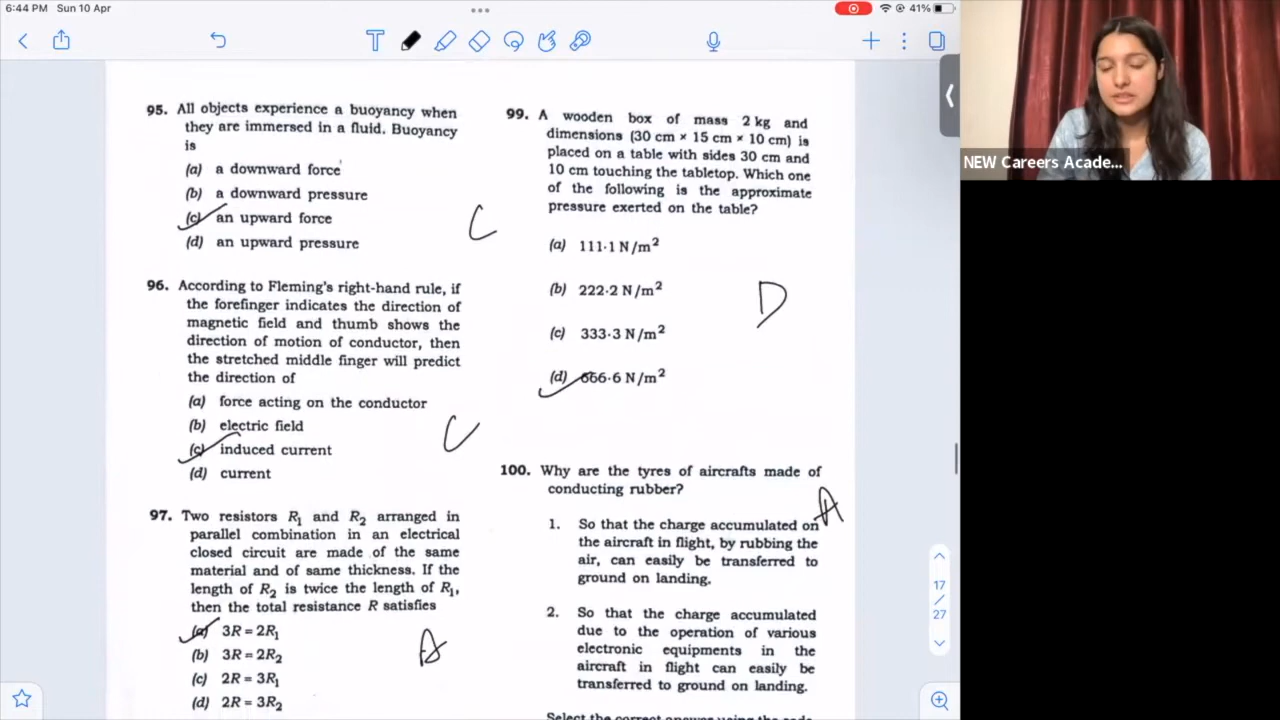 6:44 PM Sun 10 Apr
41%
95. All objects experience a buoyancy when
they are immersed in a fluid. Buoyancy
is
(a) a downward force
(b) a downward pressure
(c) an upward force
(d) an upward pressure
C
96. According to Fleming's right-hand rule, if
the forefinger indicates the direction of
magnetic field and thumb shows the
direction of motion of conductor, then
the stretched middle finger will predict
the direction of
(a) force acting on the conductor
(b) electric field
(c) induced current
(d) current
C
97. Two resistors R₁ and R₂ arranged in
parallel combination in an electrical
closed circuit are made of the same
material and of same thickness. If the
length of R₂ is twice the length of R₁,
then the total resistance R satisfies
(a) 3R = 2R₁
(b) 3R = 2R₂
(c) 2R = 3R₁
(d) 2R = 3R₂
A
99. A wooden box of mass 2 kg and
dimensions (30 cm × 15 cm × 10 cm) is
placed on a table with sides 30 cm and
10 cm touching the tabletop. Which one
of the following is the approximate
pressure exerted on the table?
(a) 111·1 N/m²
(b) 222·2 N/m²
(c) 333·3 N/m²
(d) 666·6 N/m²
D
100. Why are the tyres of aircrafts made of
conducting rubber?
A
1. So that the charge accumulated on
the aircraft in flight, by rubbing the
air, can easily be transferred to
ground on landing.
2. So that the charge accumulated
due to the operation of various
electronic equipments in the
aircraft in flight can easily be
transferred to ground on landing.
Select the correct answer using the code
17
/
27
NEW Careers Acade...